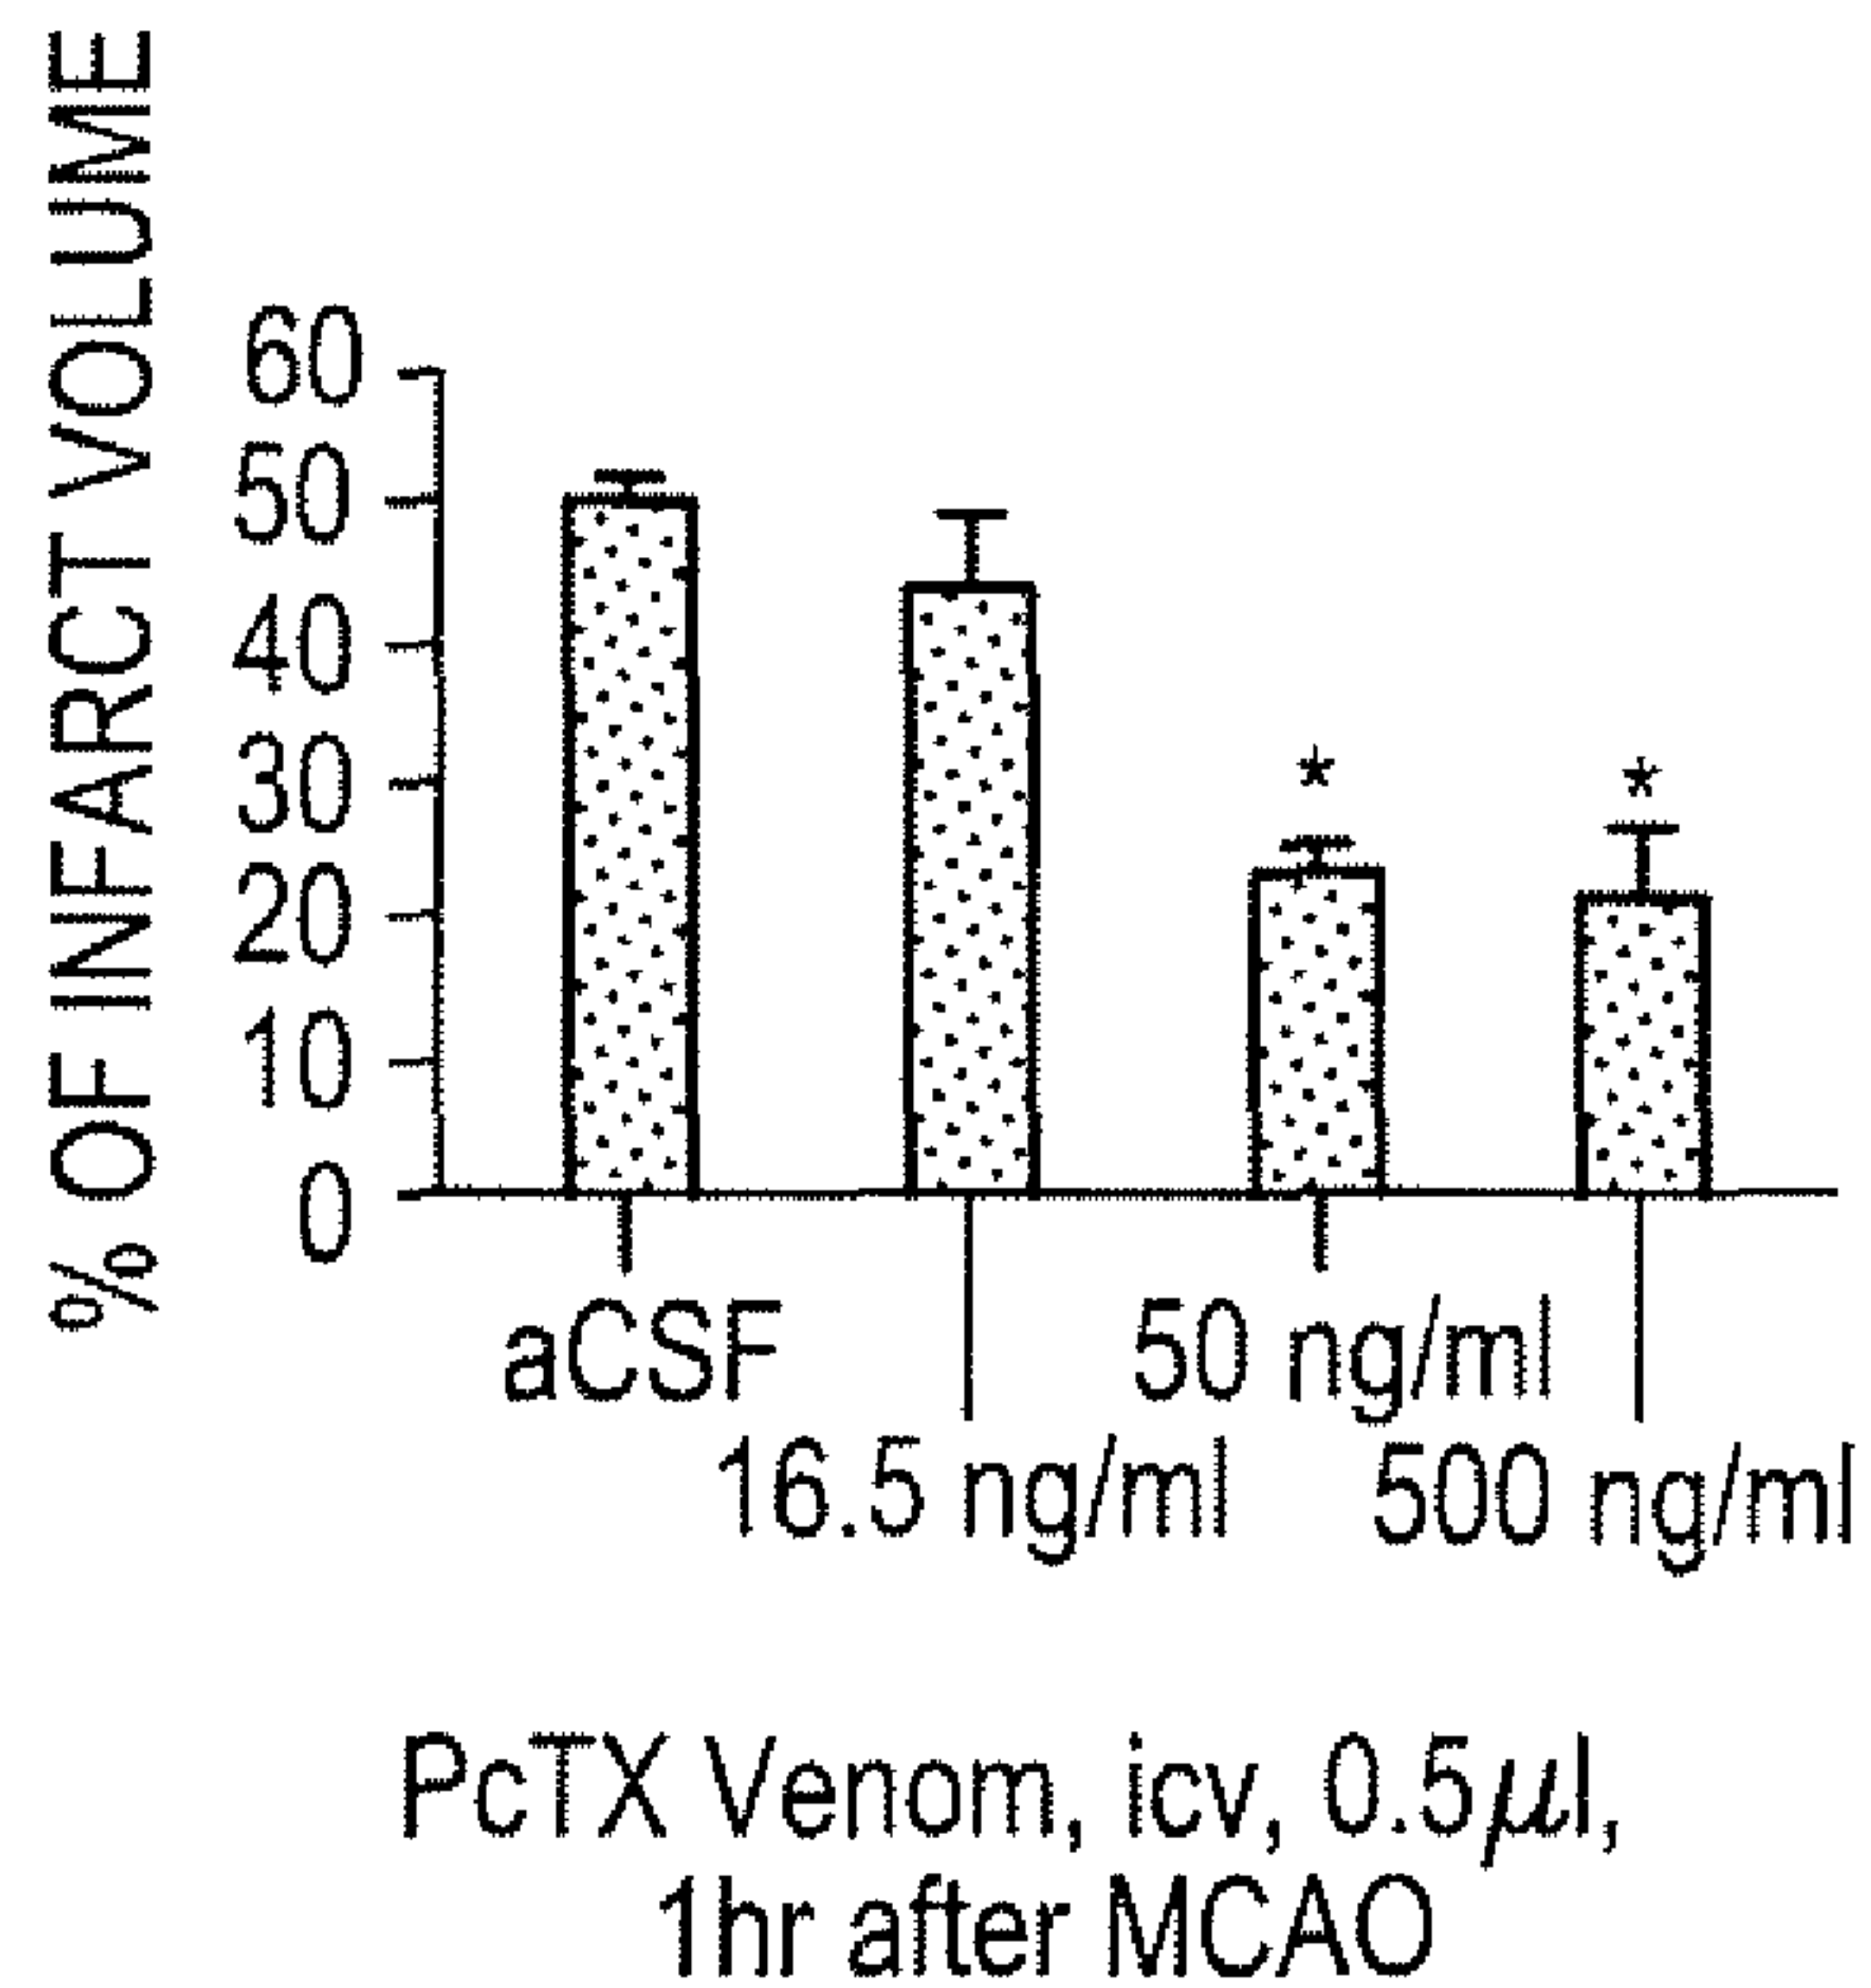 % OF INFARCT VOLUME
60
50
40
30
20
10
0
*
*
aCSF
50 ng/ml
16.5 ng/ml
500 ng/ml
PcTX Venom, icv, 0.5μl,
1hr after MCAO